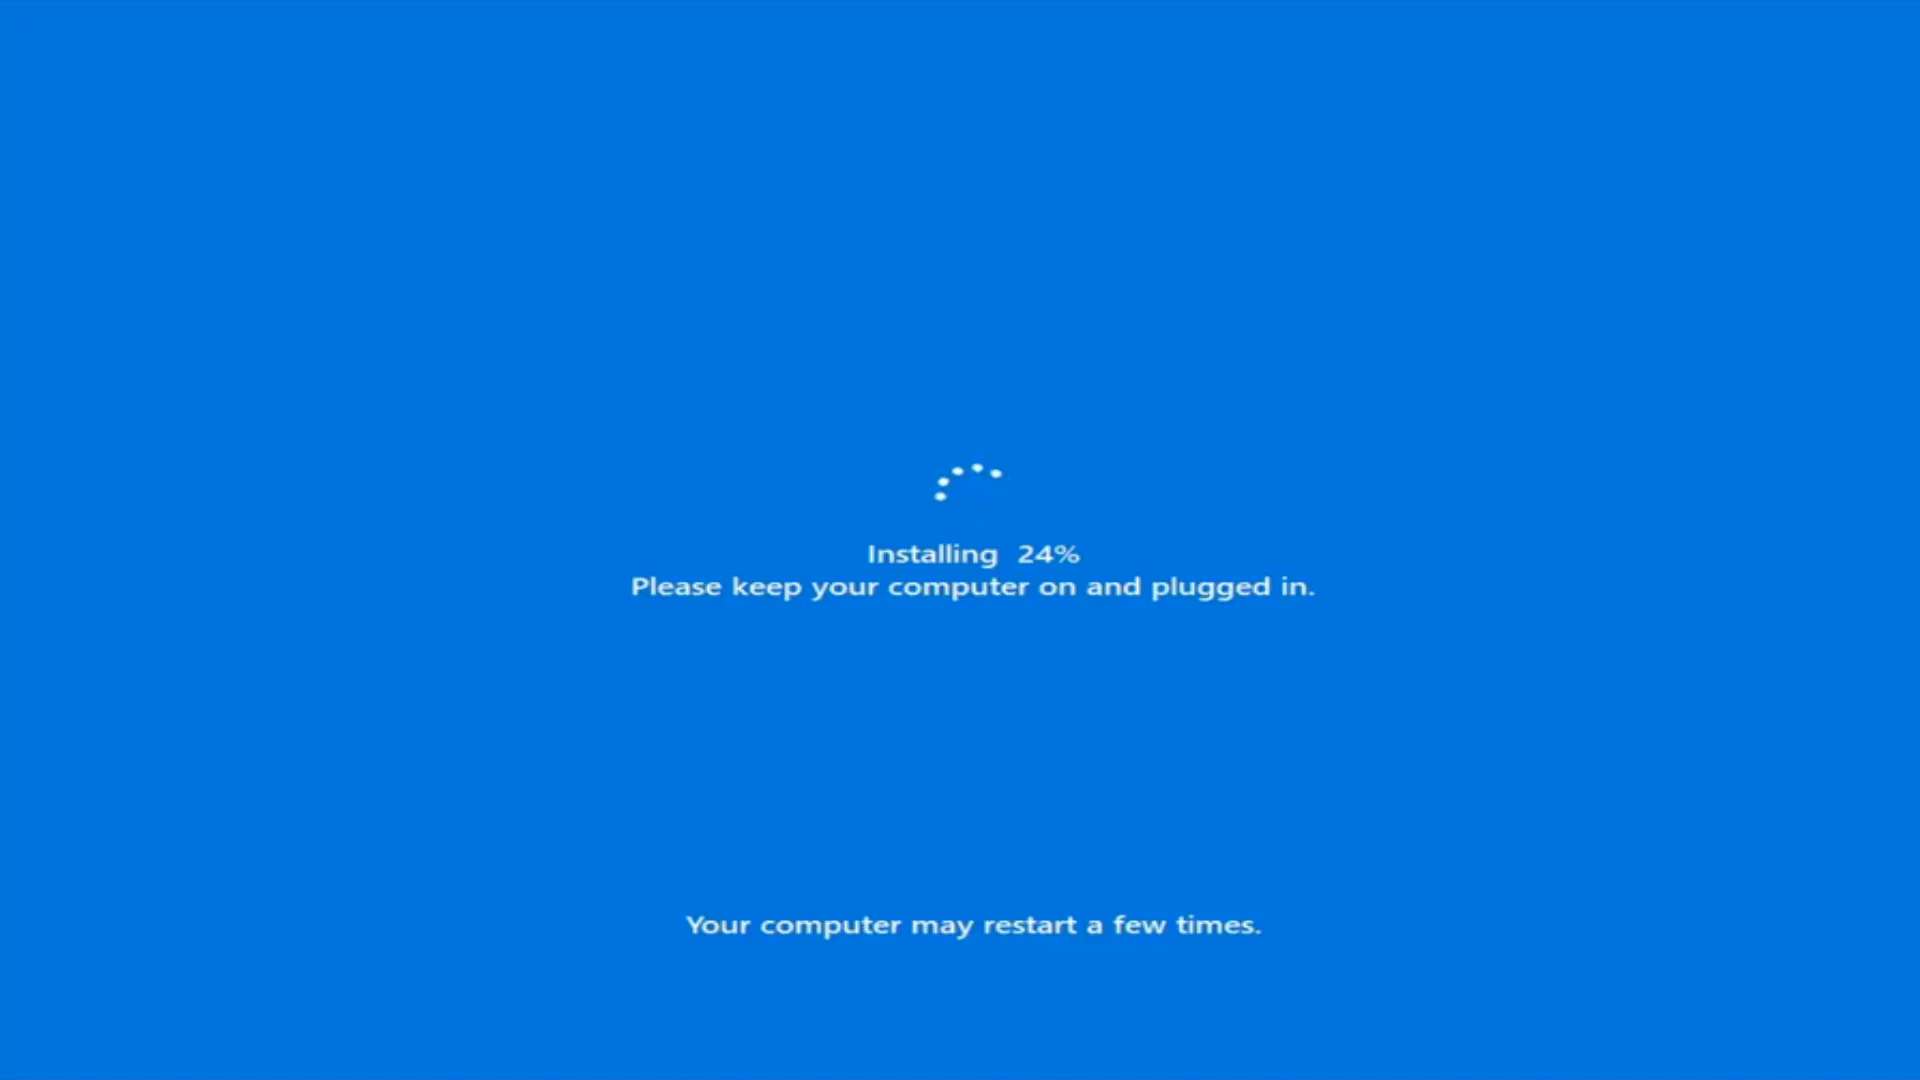 Installing  24%
Please keep your computer on and plugged in.
Your computer may restart a few times.